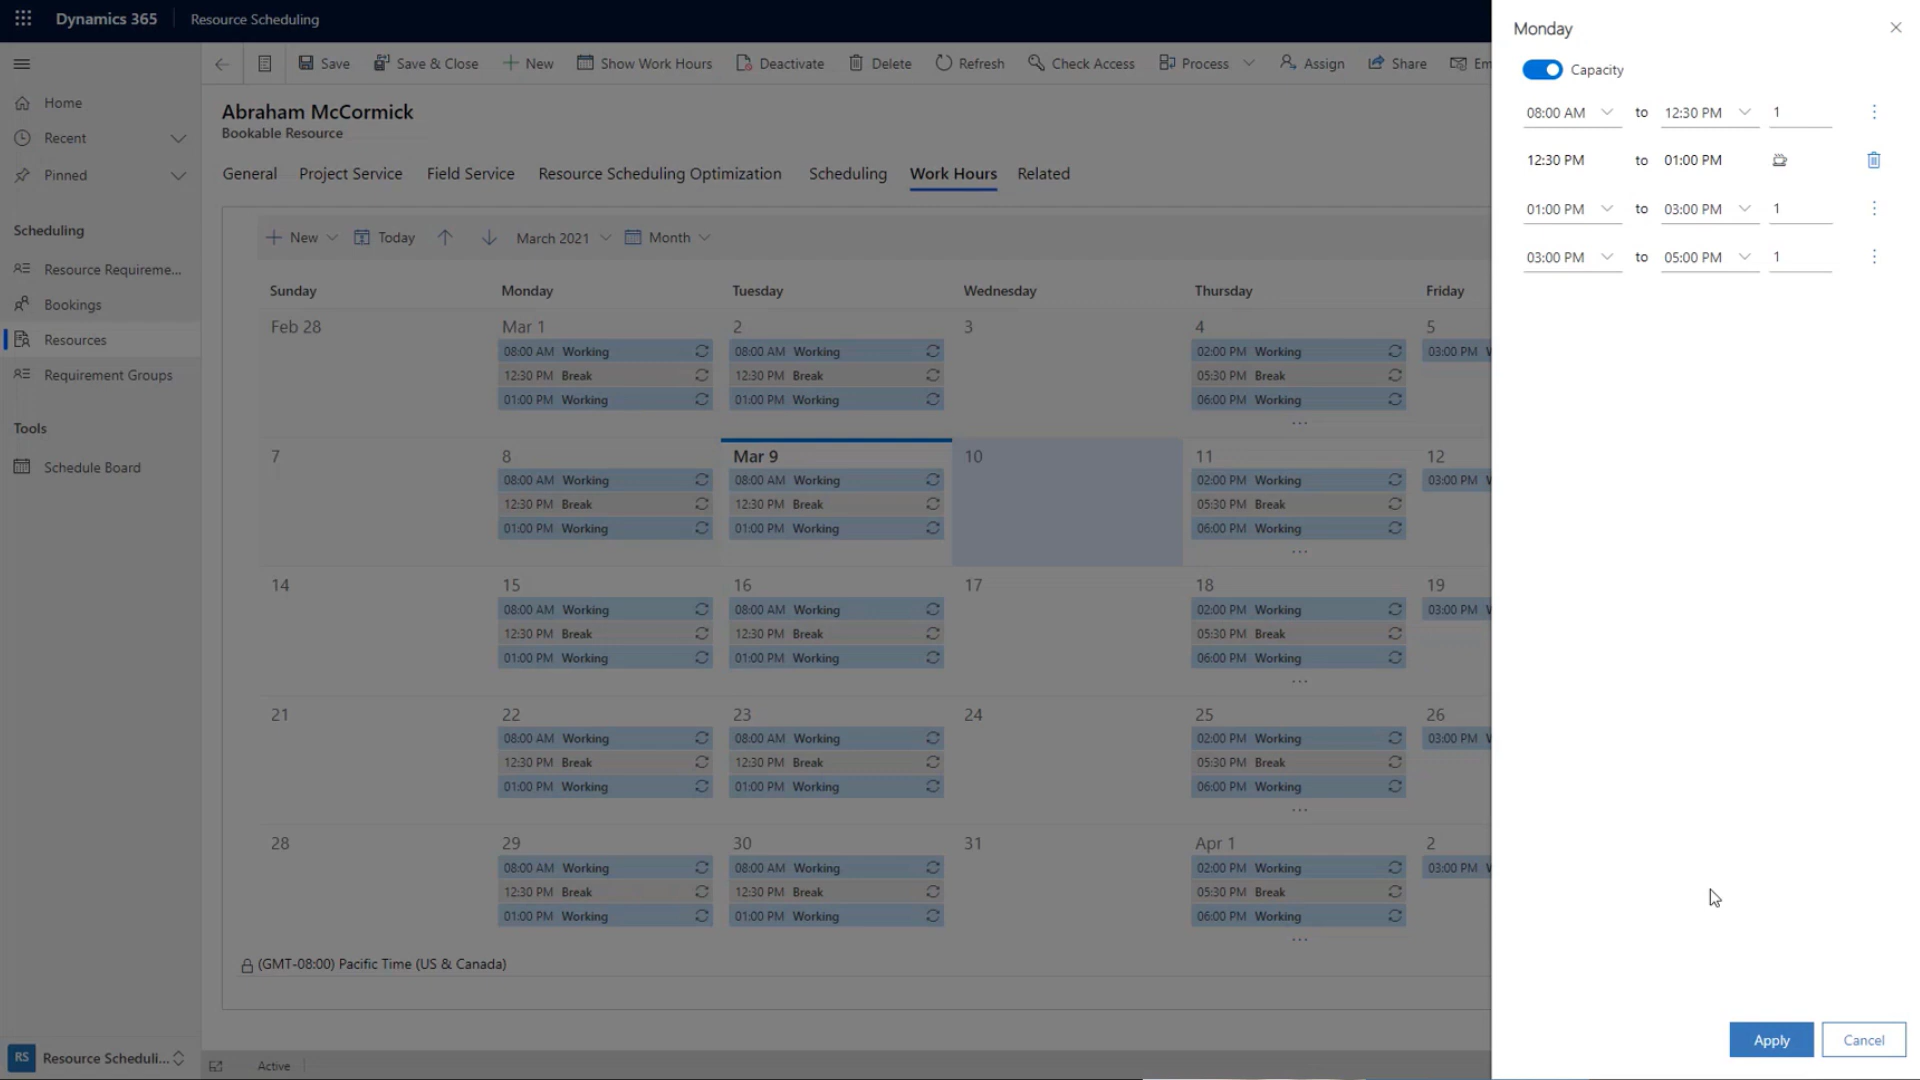 Dynamics 365 Resource Scheduling
Save Save & Close New Show Work Hours Deactivate Delete Refresh Check Access Process Assign Share Em
Abraham McCormick
Bookable Resource
General Project Service Field Service Resource Scheduling Optimization Scheduling Work Hours Related
Home
Recent
Pinned
Scheduling
Resource Requireme...
Bookings
Resources
Requirement Groups
Tools
Schedule Board
RS Resource Scheduli...
New Today March 2021 Month
Sunday Monday Tuesday Wednesday Thursday Friday
Feb 28 Mar 1 2 3 4 5
08:00 AM Working 08:00 AM Working 02:00 PM Working 03:00 PM W
12:30 PM Break 12:30 PM Break 05:30 PM Break
01:00 PM Working 01:00 PM Working 06:00 PM Working
...
7 8 Mar 9 10 11 12
08:00 AM Working 08:00 AM Working 02:00 PM Working 03:00 PM W
12:30 PM Break 12:30 PM Break 05:30 PM Break
01:00 PM Working 01:00 PM Working 06:00 PM Working
...
14 15 16 17 18 19
08:00 AM Working 08:00 AM Working 02:00 PM Working 03:00 PM W
12:30 PM Break 12:30 PM Break 05:30 PM Break
01:00 PM Working 01:00 PM Working 06:00 PM Working
...
21 22 23 24 25 26
08:00 AM Working 08:00 AM Working 02:00 PM Working 03:00 PM W
12:30 PM Break 12:30 PM Break 05:30 PM Break
01:00 PM Working 01:00 PM Working 06:00 PM Working
...
28 29 30 31 Apr 1 2
08:00 AM Working 08:00 AM Working 02:00 PM Working 03:00 PM W
12:30 PM Break 12:30 PM Break 05:30 PM Break
01:00 PM Working 01:00 PM Working 06:00 PM Working
...
(GMT-08:00) Pacific Time (US & Canada)
Active
Monday
Capacity
08:00 AM to 12:30 PM 1
12:30 PM to 01:00 PM
01:00 PM to 03:00 PM 1
03:00 PM to 05:00 PM 1
Apply Cancel